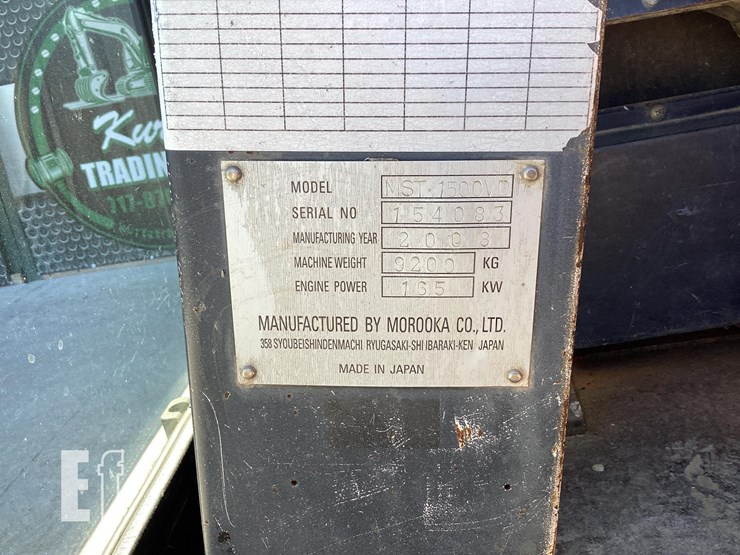 TRADIN
MODEL MST-1500VD
SERIAL NO 154083
MANUFACTURING YEAR 2003
MACHINE WEIGHT 9200 KG
ENGINE POWER 165 KW
MANUFACTURED BY MOROOKA CO.,LTD.
358 SYOUBEISHINDENMACHI RYUGASAKI-SHI IBARAKI-KEN JAPAN
MADE IN JAPAN
Ef